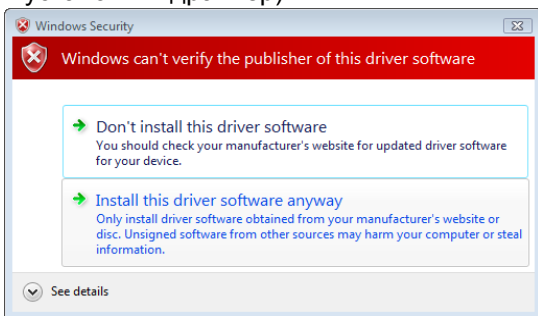 Windows Security
Windows can't verify the publisher of this driver software
Don't install this driver software
You should check your manufacturer's website for updated driver software
for your device.
Install this driver software anyway
Only install driver software obtained from your manufacturer's website or
disc. Unsigned software from other sources may harm your computer or steal
information.
See details